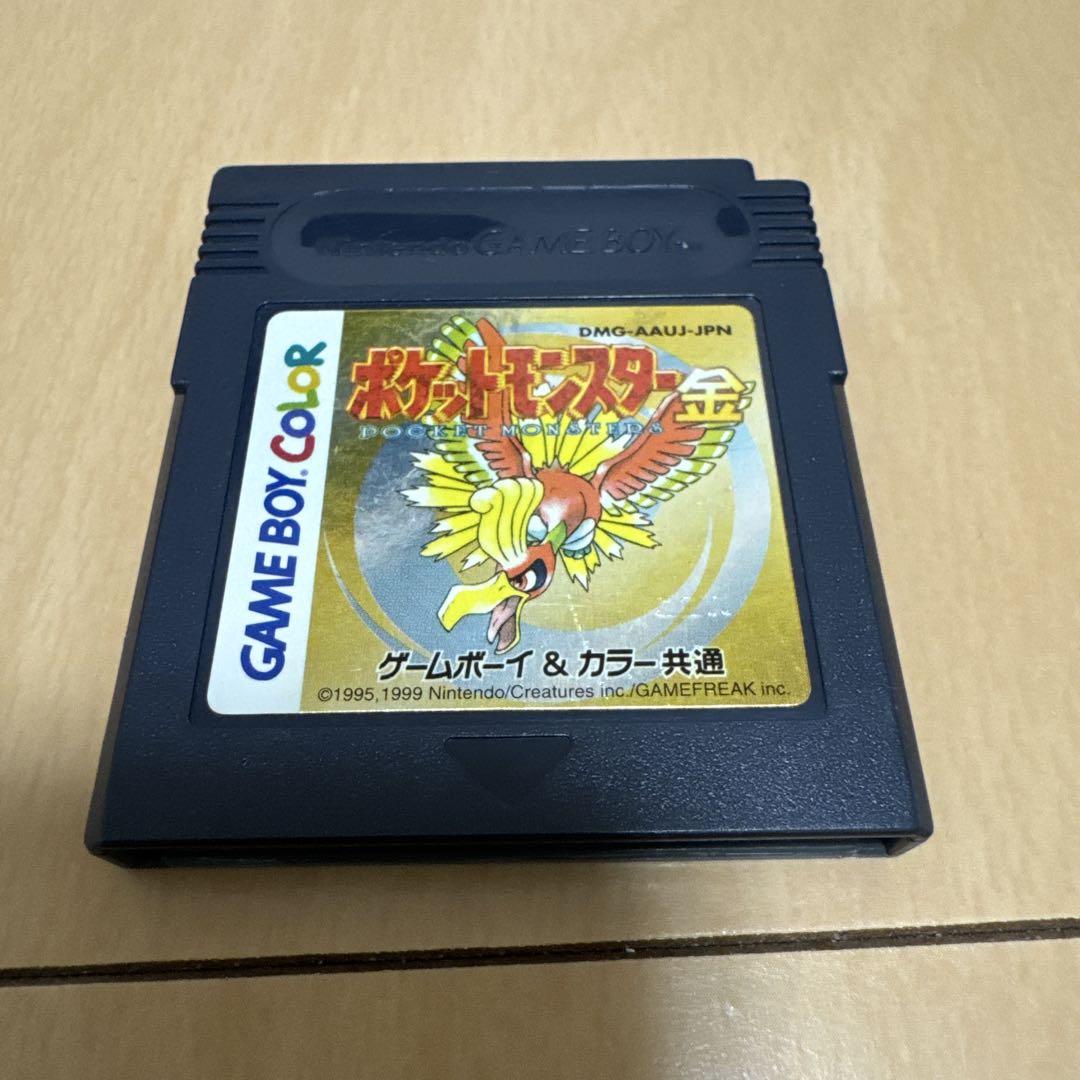 Nintendo GAME BOY
DMG-AAUJ-JPN
ポケットモンスター金
POCKET MONSTERS
GAME BOY COLOR
ゲームボーイ & カラー共通
©1995,1999 Nintendo/Creatures inc./GAMEFREAK inc.